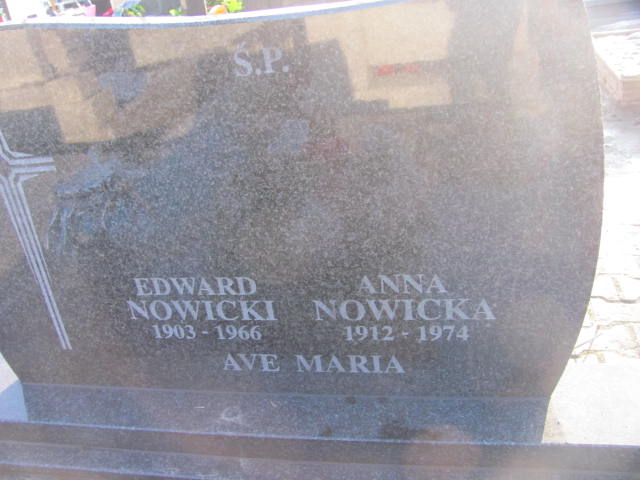 Ś.P.
EDWARD ANNA
NOWICKI NOWICKA
1903 - 1966 1912 - 1974
AVE MARIA